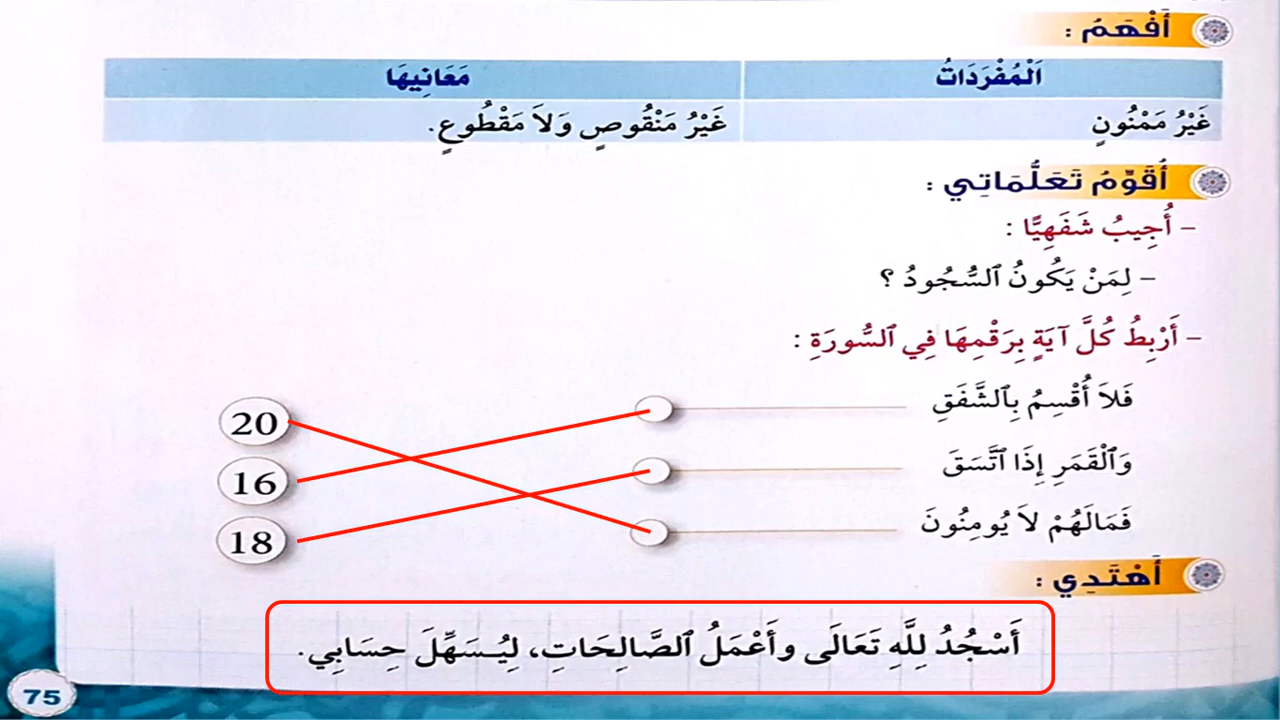 أَفْهَمُ :
اَلْمُفْرَدَاتُ
مَعَانِيهَا
غَيْرُ مَمْنُونٍ
غَيْرُ مَنْقُوصٍ وَلاَ مَقْطُوعٍ.
أُقَوِّمُ تَعَلُّمَاتِي :
- أُجِيبُ شَفَهِيًّا :
- لِمَنْ يَكُونُ ٱلسُّجُودُ ؟
- أَرْبِطُ كُلَّ آيَةٍ بِرَقْمِهَا فِي ٱلسُّورَةِ :
فَلاَ أُقْسِمُ بِٱلشَّفَقِ
20
وَٱلْقَمَرِ إِذَا ٱتَّسَقَ
16
فَمَالَهُمْ لاَ يُومِنُونَ
18
أَهْتَدِي :
أَسْجُدُ لِلَّهِ تَعَالَى وأَعْمَلُ ٱلصَّالِحَاتِ، لِيُسَهِّلَ حِسَابِي.
75